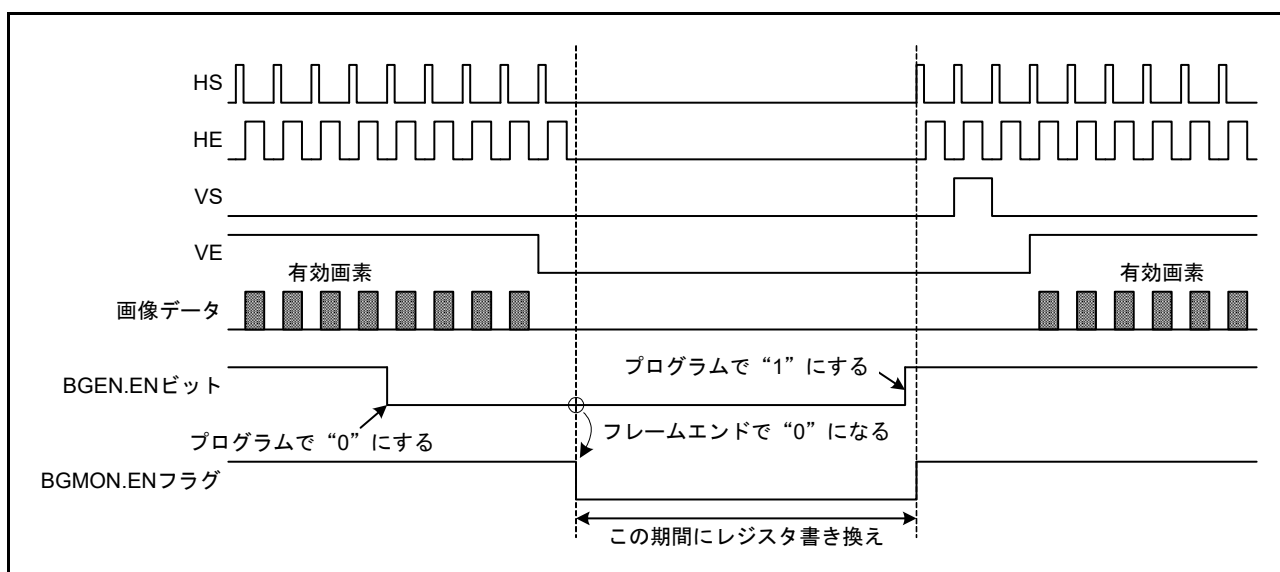 HS
HE
VS
VE
有効画素
有効画素
画像データ
プログラムで“1”にする
BGEN.ENビット
プログラムで“0”にする
フレームエンドで“0”になる
BGMON.ENフラグ
この期間にレジスタ書き換え